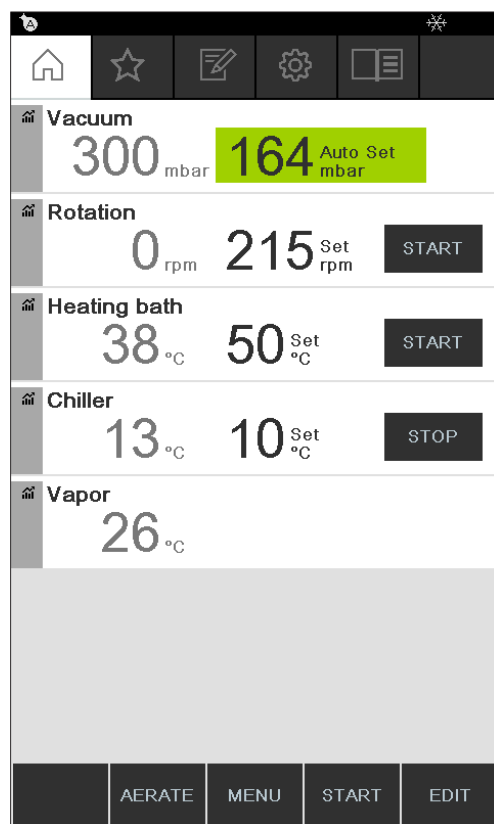 A
Vacuum
300 mbar 164 Auto Set mbar
Rotation
0 rpm 215 Set rpm START
Heating bath
38 °C 50 Set °C START
Chiller
13 °C 10 Set °C STOP
Vapor
26 °C
AERATE MENU START EDIT